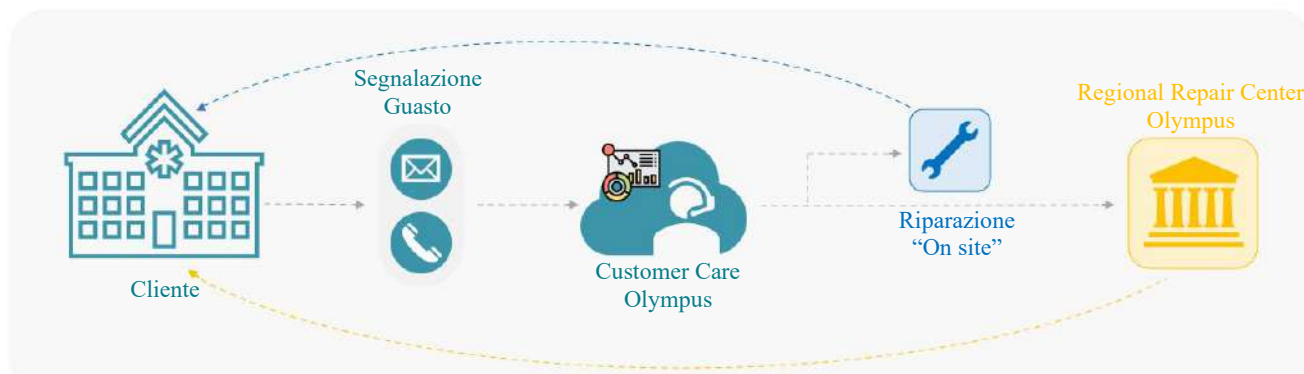 Segnalazione
Guasto
Regional Repair Center
Olympus
Riparazione
“On site”
Customer Care
Olympus
Cliente